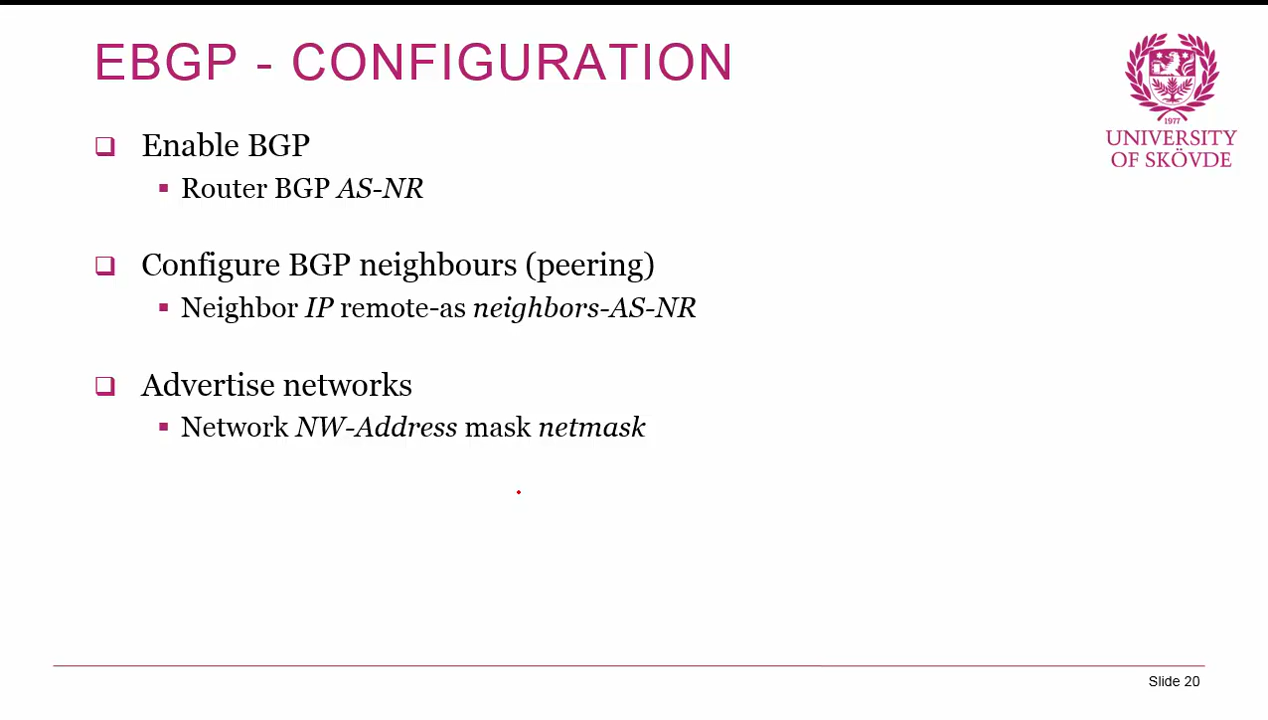 EBGP - CONFIGURATION
1977
UNIVERSITY
OF SKÖVDE
Enable BGP
Router BGP AS-NR
Configure BGP neighbours (peering)
Neighbor IP remote-as neighbors-AS-NR
Advertise networks
Network NW-Address mask netmask
Slide 20